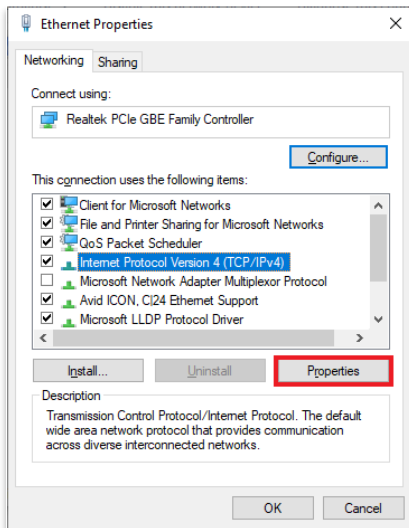 Ethernet Properties
Networking
Sharing
Connect using:
Realtek PCIe GBE Family Controller
Configure...
This connection uses the following items:
Client for Microsoft Networks
File and Printer Sharing for Microsoft Networks
QoS Packet Scheduler
Internet Protocol Version 4 (TCP/IPv4)
Microsoft Network Adapter Multiplexor Protocol
Avid ICON, C|24 Ethernet Support
Microsoft LLDP Protocol Driver
Install...
Uninstall
Properties
Description
Transmission Control Protocol/Internet Protocol. The default
wide area network protocol that provides communication
across diverse interconnected networks.
OK
Cancel